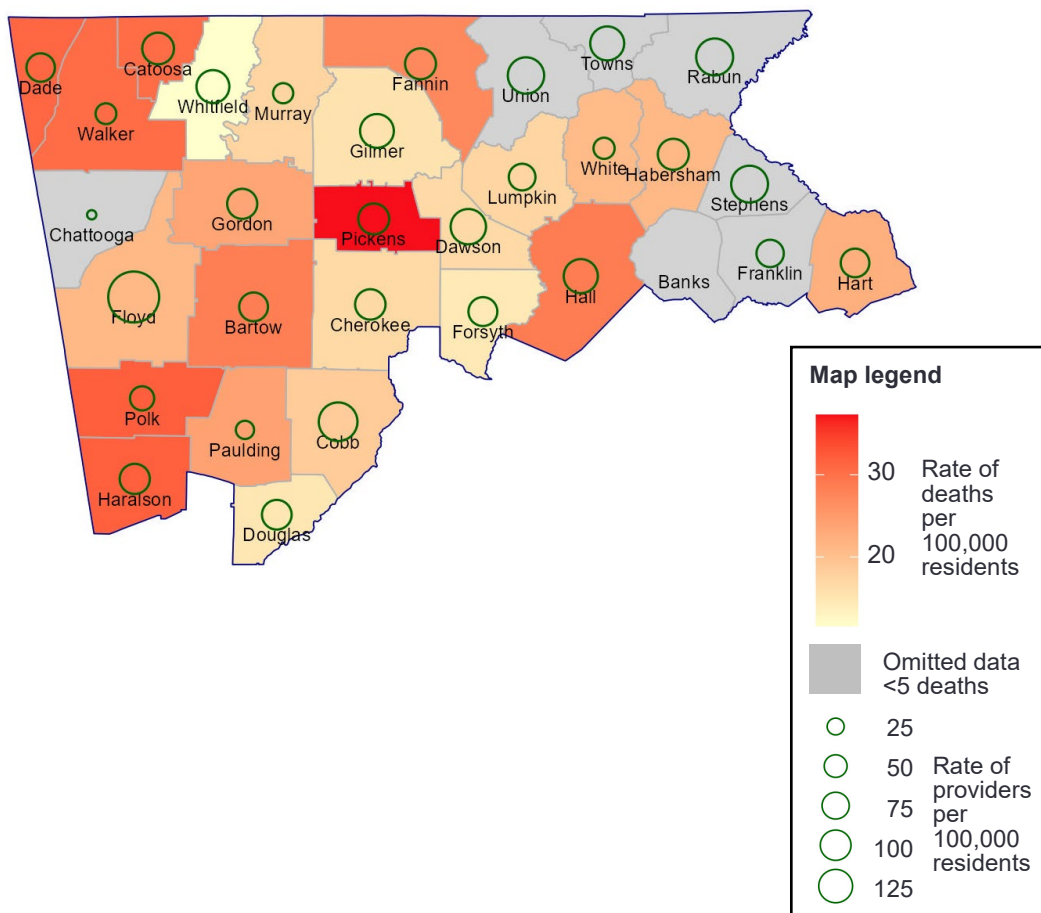 Dade
Catoosa
Walker
Whitfield
Murray
Fannin
Gilmer
Union
Towns
Rabun
White
Habersham
Lumpkin
Stephens
Chattooga
Gordon
Pickens
Dawson
Hall
Banks
Franklin
Hart
Floyd
Bartow
Cherokee
Forsyth
Polk
Paulding
Cobb
Haralson
Douglas
Map legend
30
20
Rate of
deaths
per
100,000
residents
Omitted data
<5 deaths
25
50
75
100
125
Rate of
providers
per
100,000
residents